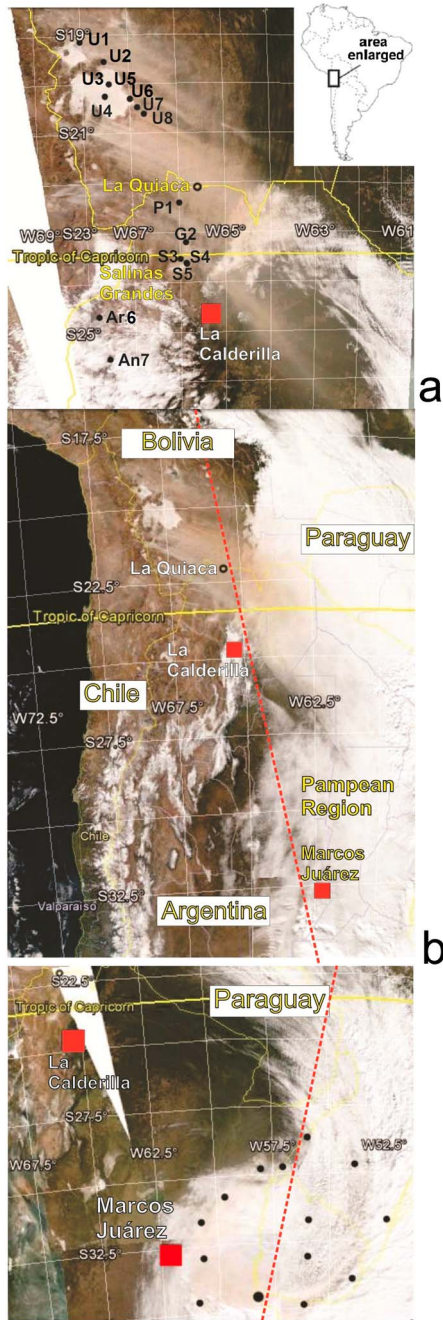 area
enlarged
S19°
U1
U2
U3 U5
U4
U6
U7
U8
S21°
La Quiaca
P1
W69° S23° W67° W65° W63° W61
G2
Tropic of Capricorn
S3 S4
S5
Salinas
Grandes
Ar6
S25°
La
Calderilla
An7
a
S17.5°
Bolivia
Paraguay
La Quiaca
S22.5°
Tropic of Capricorn
La
Calderilla
Chile
W67.5°
W62.5°
W72.5°
S27.5°
Pampean
Region
Chile
Marcos
Juárez
S32.5°
Valparaíso
Argentina
b
S22.5°
Tropic of Capricorn
Paraguay
La
Calderilla
S27.5°
W67.5°
W62.5°
W57.5°
W52.5°
Marcos
Juárez
S32.5°